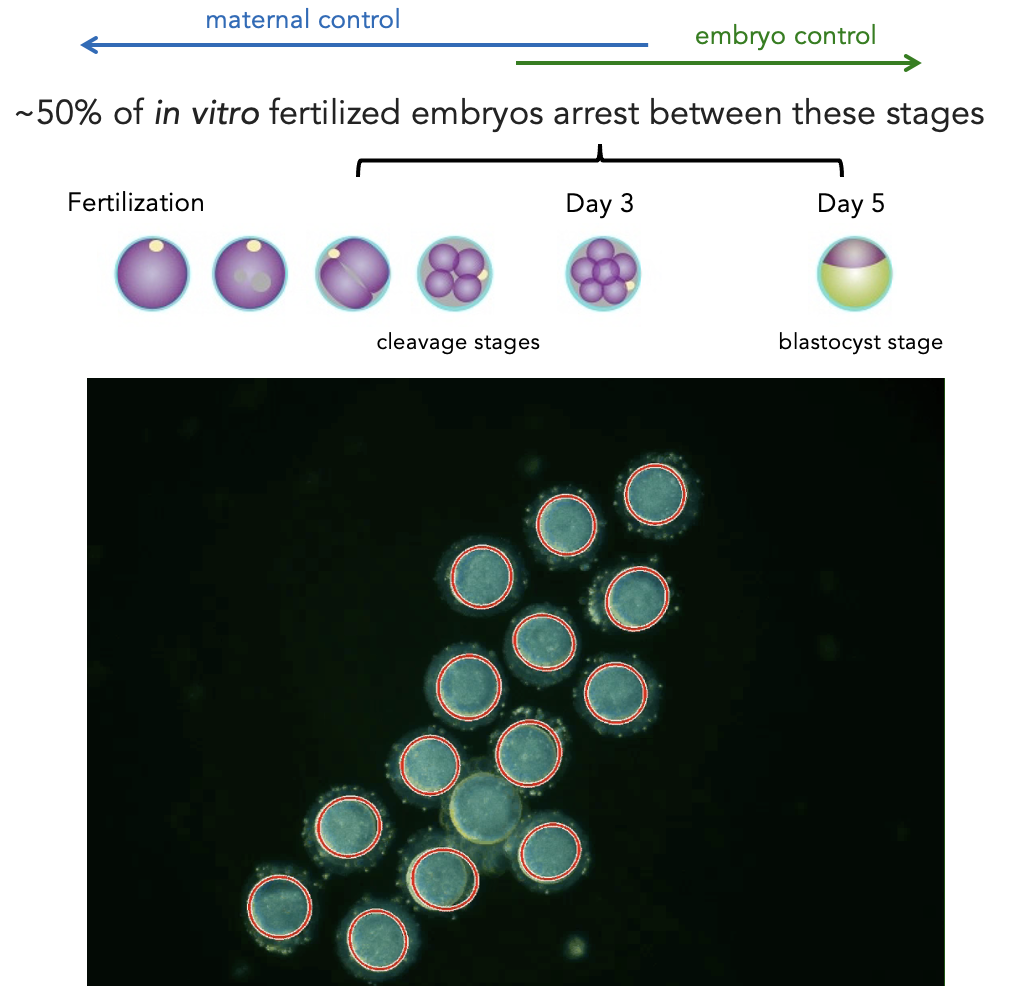 maternal control
embryo control
~50% of in vitro fertilized embryos arrest between these stages
Fertilization
Day 3
Day 5
cleavage stages
blastocyst stage